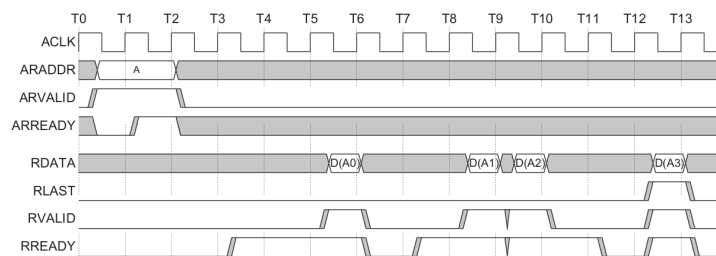 T0 T1 T2 T3 T4 T5 T6 T7 T8 T9 T10 T11 T12 T13
ACLK
ARADDR A
ARVALID
ARREADY
RDATA D(A0) D(A1) D(A2) D(A3)
RLAST
RVALID
RREADY